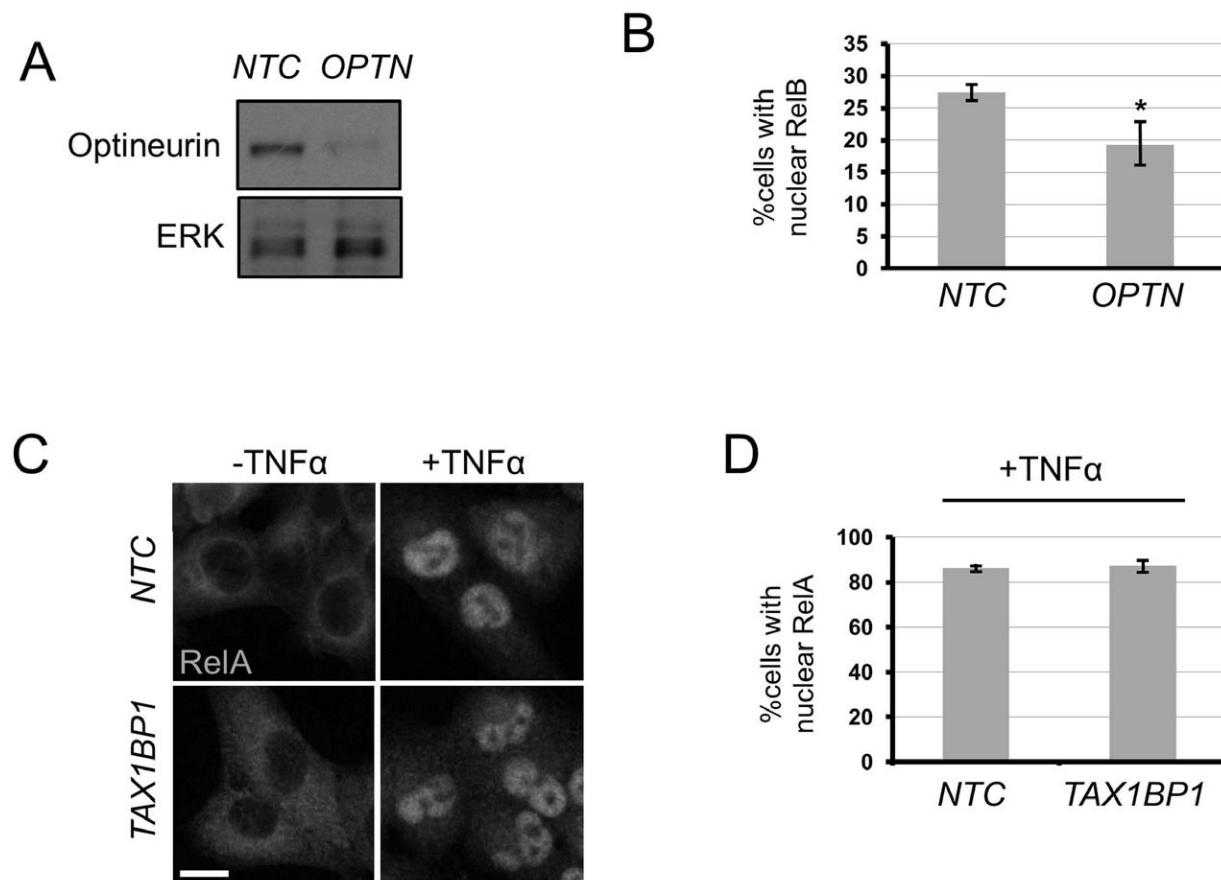 A
NTC OPTN
Optineurin
ERK
B
%cells with
nuclear RelB
35
30
25
20
15
10
5
0
*
NTC OPTN
C
-TNFα +TNFα
NTC
RelA
TAX1BP1
D
+TNFα
%cells with
nuclear RelA
100
80
60
40
20
0
NTC TAX1BP1